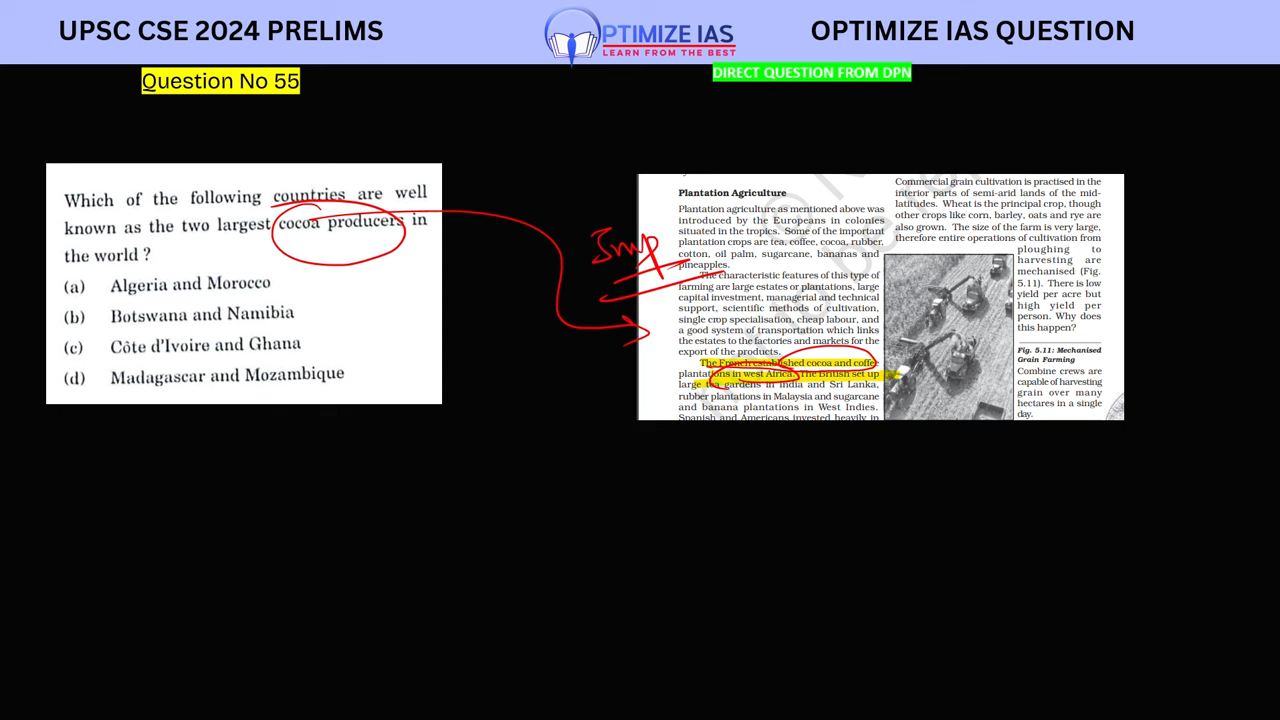 UPSC CSE 2024 PRELIMS
OPTIMIZE IAS
LEARN FROM THE BEST
OPTIMIZE IAS QUESTION
Question No 55
DIRECT QUESTION FROM DPN
Which of the following countries are well
known as the two largest cocoa producers in
the world ?
(a) Algeria and Morocco
(b) Botswana and Namibia
(c) Côte d'Ivoire and Ghana
(d) Madagascar and Mozambique
Imp
Plantation Agriculture
Plantation agriculture as mentioned above was
introduced by the Europeans in colonies
situated in the tropics. Some of the important
plantation crops are tea, coffee, cocoa, rubber,
cotton, oil palm, sugarcane, bananas and
pineapples.
The characteristic features of this type of
farming are large estates or plantations, large
capital investment, managerial and technical
support, scientific methods of cultivation,
single crop specialisation, cheap labour, and
a good system of transportation which links
the estates to the factories and markets for the
export of the products.
The French established cocoa and coffee
plantations in west Africa. The British set up
large tea gardens in India and Sri Lanka,
rubber plantations in Malaysia and sugarcane
and banana plantations in West Indies.
Spanish and Americans invested heavily in
Commercial grain cultivation is practised in the
interior parts of semi-arid lands of the mid-
latitudes. Wheat is the principal crop, though
other crops like corn, barley, oats and rye are
also grown. The size of the farm is very large,
therefore entire operations of cultivation from
ploughing to
harvesting are
mechanised (Fig.
5.11). There is low
yield per acre but
high yield per
person. Why does
this happen?
Fig. 5.11: Mechanised
Grain Farming
Combine crews are
capable of harvesting
grain over many
hectares in a single
day.